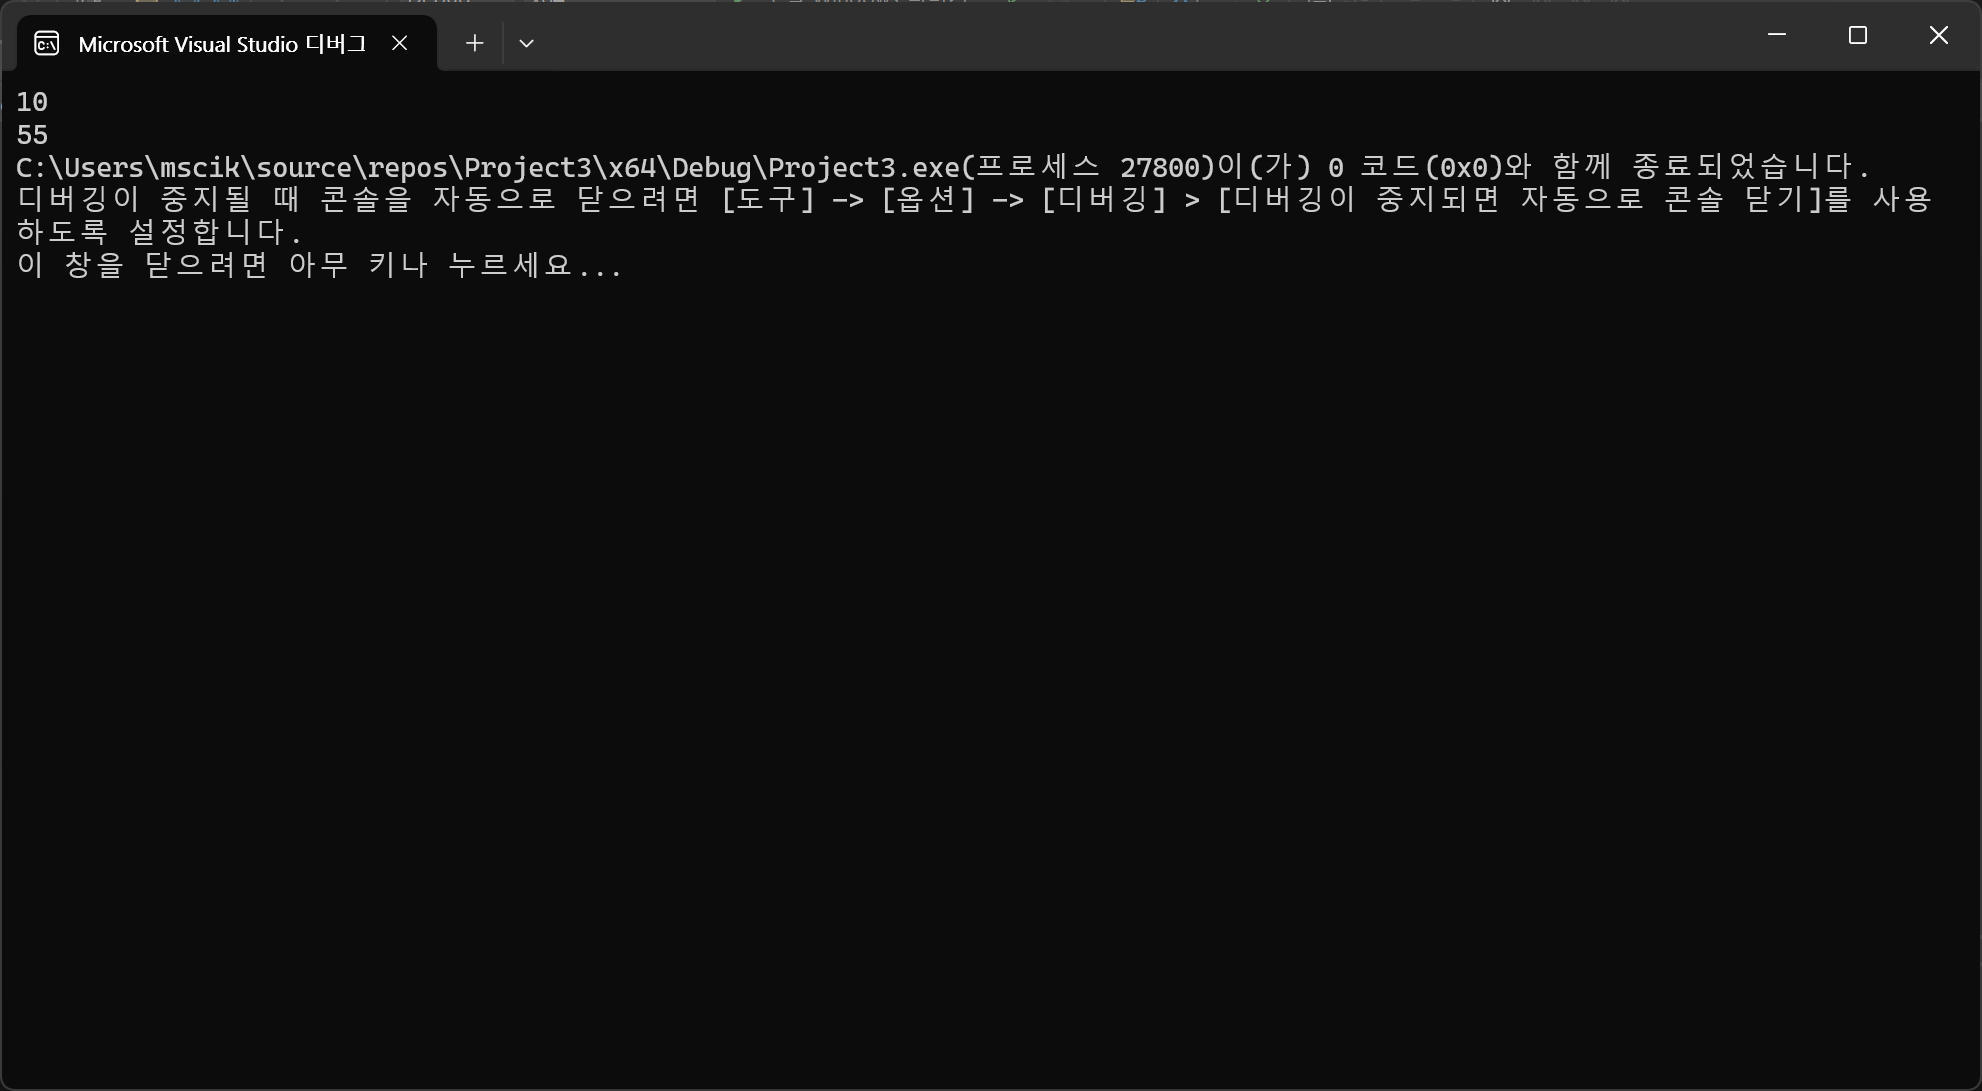 Microsoft Visual Studio 디버그
10
55
C:\Users\mscik\source\repos\Project3\x64\Debug\Project3.exe(프로세스 27800)이(가) 0 코드(0x0)와 함께 종료되었습니다.
디버깅이 중지될 때 콘솔을 자동으로 닫으려면 [도구] -> [옵션] -> [디버깅] > [디버깅이 중지되면 자동으로 콘솔 닫기]를 사용
하도록 설정합니다.
이 창을 닫으려면 아무 키나 누르세요...